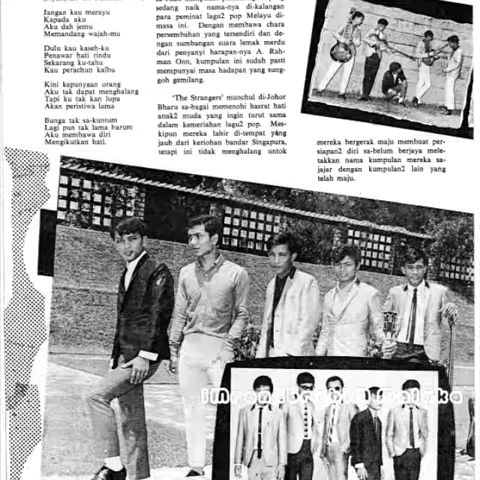 Jangan kau merayu
Kapada aku
Aku dah jemu
Memandang wajah-mu
Dulu kau kaseh-ku
Penawar hati rindu
Sekarang ku-tahu
Kau perachun kalbu
Kini kepunyaan orang
Aku tak dapat menghalang
Tapi ku tak kan lupa
Akan peristiwa lama
Bunga tak sa-kuntum
Lagi pun tak lama harum
Aku membawa diri
Mengikutkan hati.
sedang naik nama-nya di-kalangan
para peminat lagu2 pop Melayu di-
masa ini. Dengan membawa chara
persembahan yang tersendiri dan de-
ngan sumbangan suara lemak merdu
dari penyanyi harapan-nya A. Rah-
man Onn, kumpulan ini sudah pasti
mempunyai masa hadapan yang sung-
goh gemilang.
'The Strangers' munchul di-Johor
Bharu sa-bagai memenohi hasrat hati
anak2 muda yang ingin turut sama
dalam kemeriahan lagu2 pop. Mes-
kipun mereka lahir di-tempat yang
jauh dari keriohan bandar Singapura,
tetapi ini tidak menghalang untok
mereka bergerak maju membuat per-
siapan2 diri sa-belum berjaya mele-
takkan nama kumpulan mereka sa-
jajar dengan kumpulan2 lain yang
telah maju.